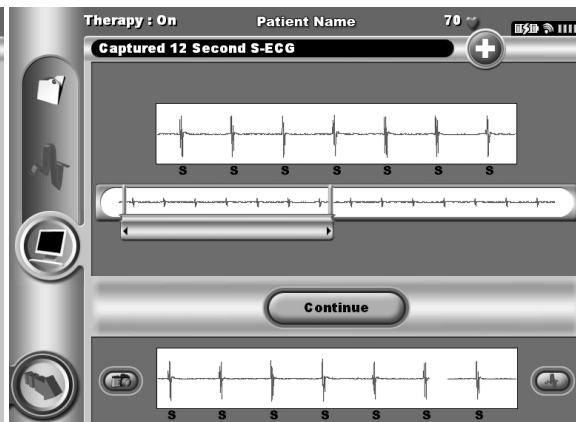 Therapy : On Patient Name 70
Captured 12 Second S-ECG
S S S S S S S
Continue
S S S S S S S